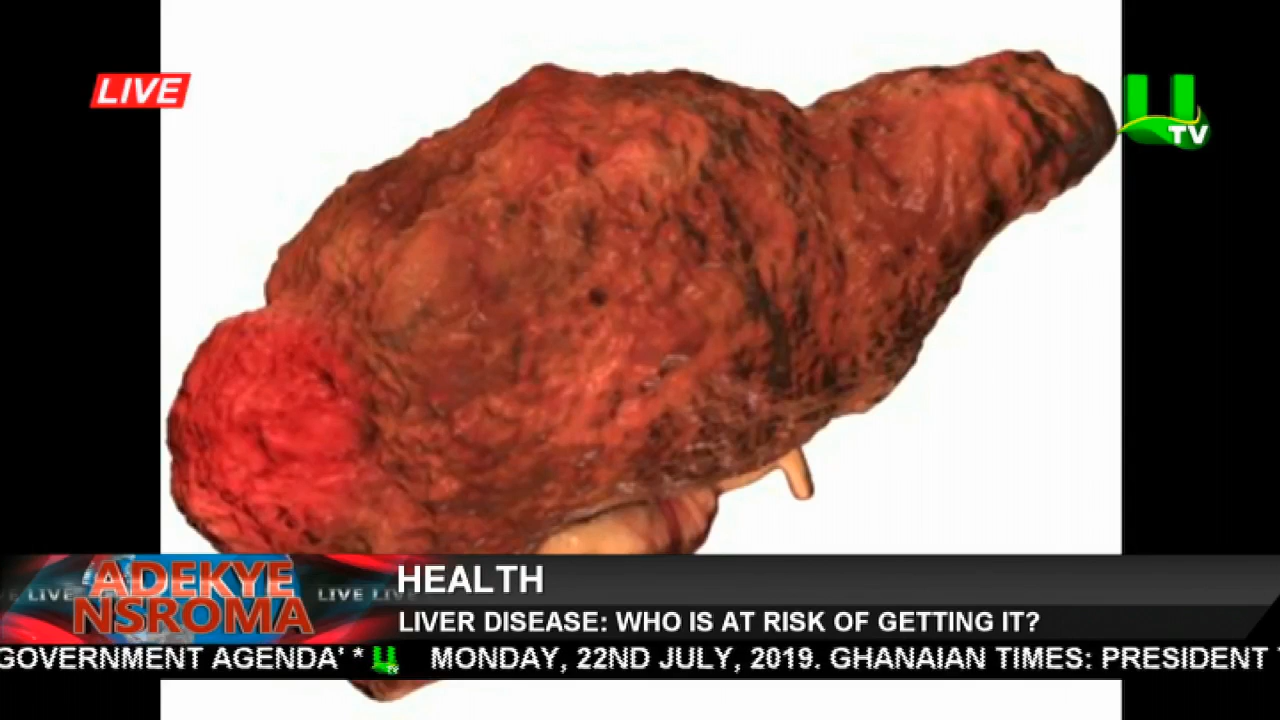 LIVE
U
TV
HEALTH
ADEKYE
NSROMA
LIVE
LIVE
LIVER DISEASE: WHO IS AT RISK OF GETTING IT?
GOVERNMENT AGENDA' * MONDAY, 22ND JULY, 2019. GHANAIAN TIMES: PRESIDENT